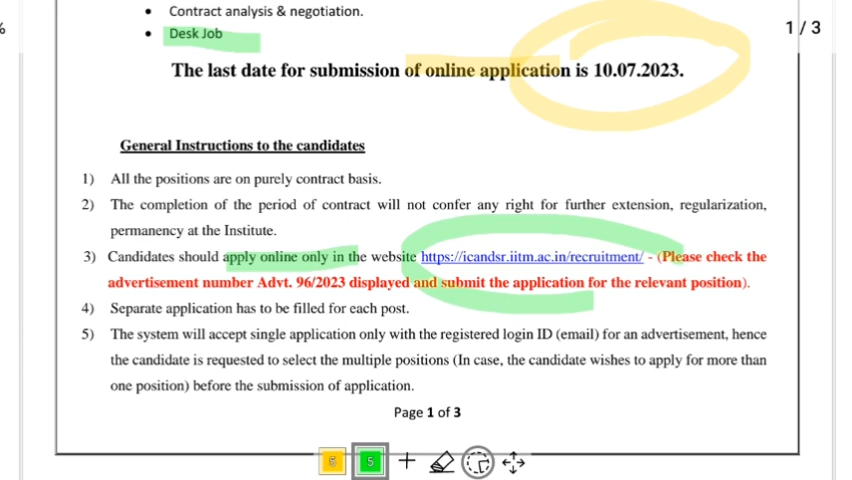 Contract analysis & negotiation.
1 / 3
%
Desk Job
The last date for submission of online application is 10.07.2023.
General Instructions to the candidates
1) All the positions are on purely contract basis.
2) The completion of the period of contract will not confer any right for further extension, regularization,
permanency at the Institute.
3) Candidates should apply online only in the website https://icandsr.iitm.ac.in/recruitment/ - (Please check the
advertisement number Advt. 96/2023 displayed and submit the application for the relevant position).
4) Separate application has to be filled for each post.
5) The system will accept single application only with the registered login ID (email) for an advertisement, hence
the candidate is requested to select the multiple positions (In case, the candidate wishes to apply for more than
one position) before the submission of application.
Page 1 of 3
5 5